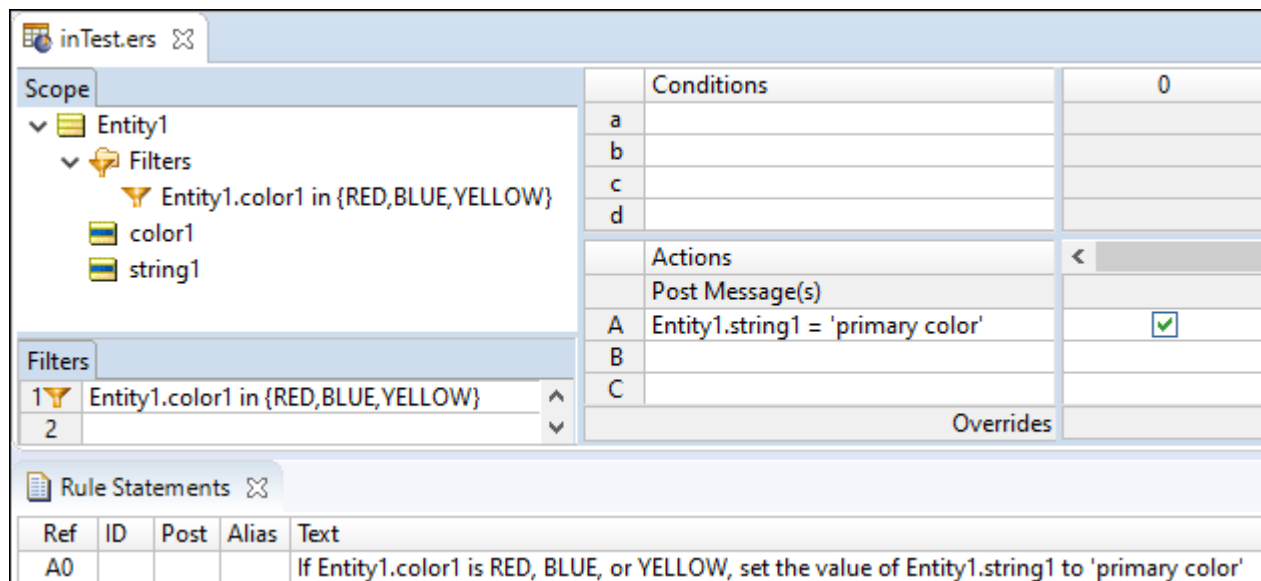 inTest.ers
Scope
Entity1
Filters
Entity1.color1 in {RED,BLUE,YELLOW}
color1
string1
Filters
1 Entity1.color1 in {RED,BLUE,YELLOW}
2
Conditions 0
a
b
c
d
Actions
Post Message(s)
A Entity1.string1 = 'primary color'
B
C
Overrides
Rule Statements
Ref ID Post Alias Text
A0 If Entity1.color1 is RED, BLUE, or YELLOW, set the value of Entity1.string1 to 'primary color'